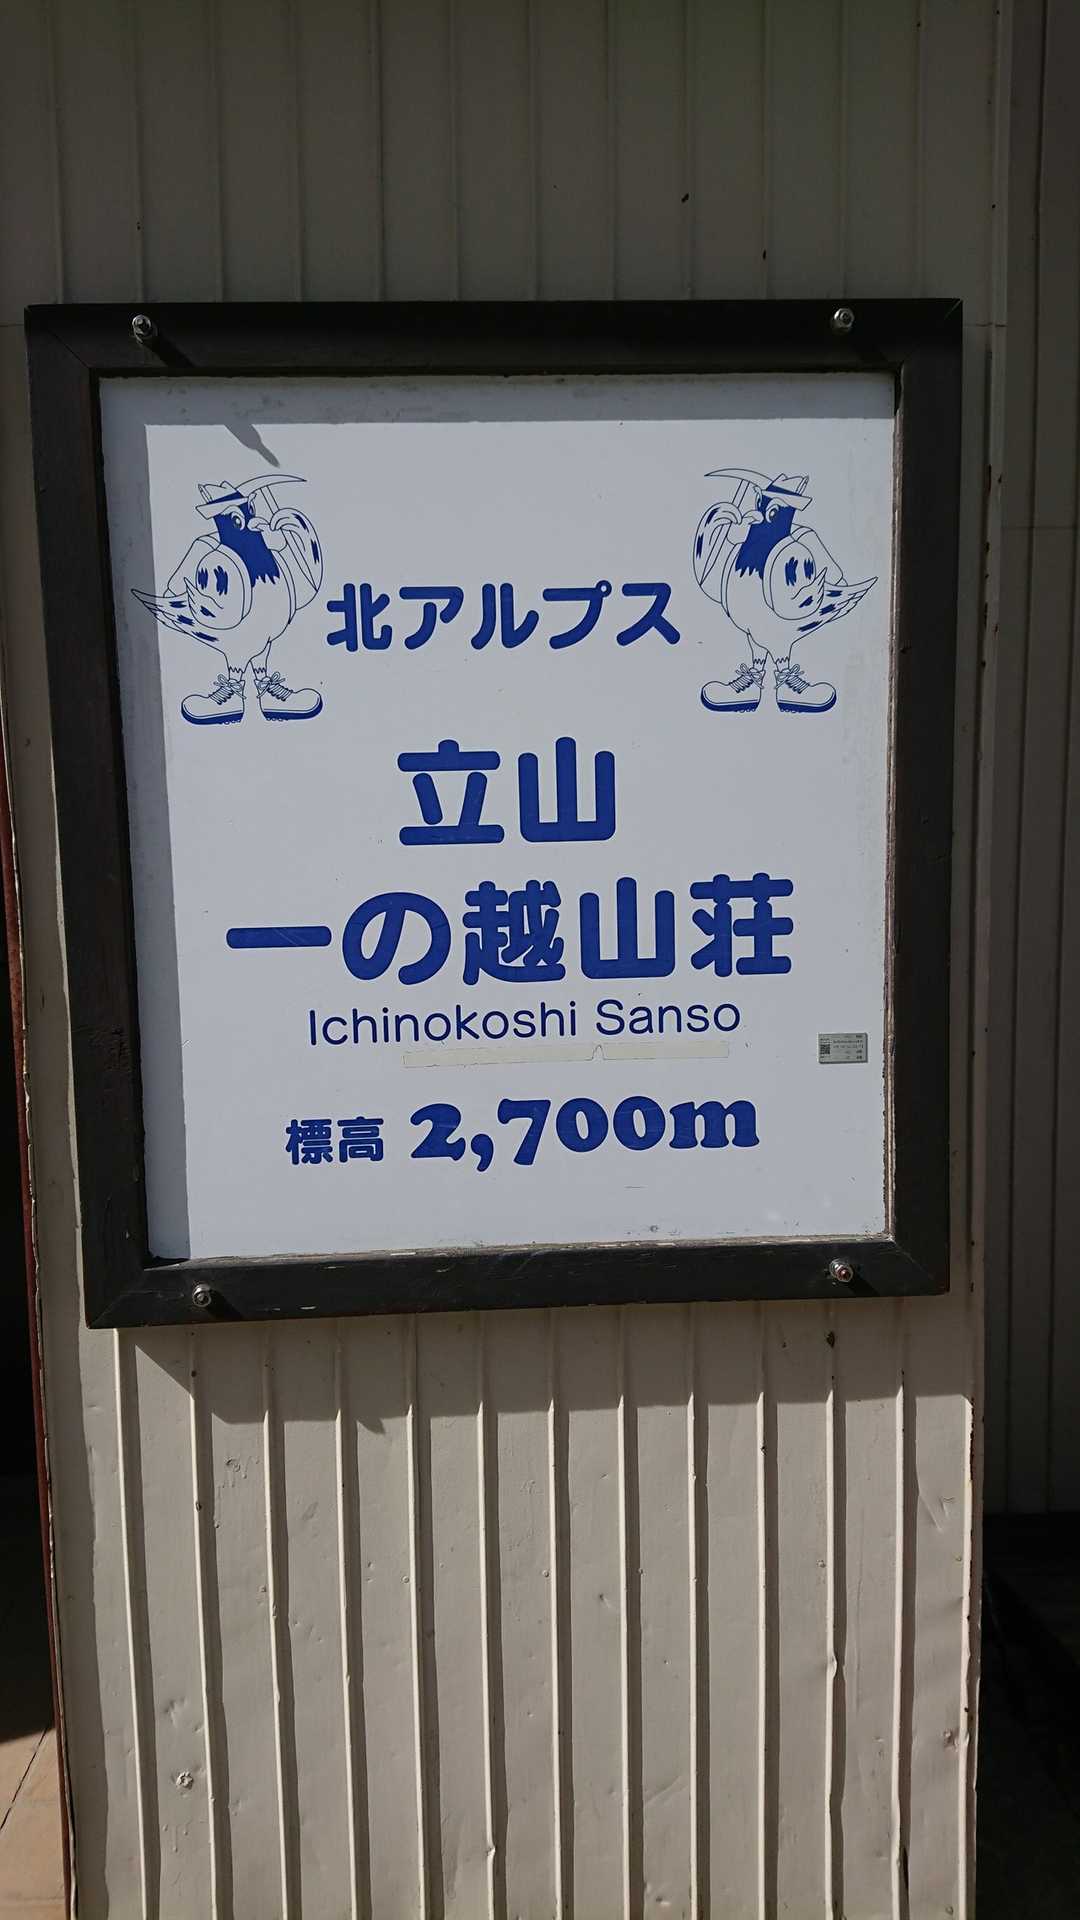 北アルプス
立山
一の越山荘
Ichinokoshi Sanso
標高 2,700m